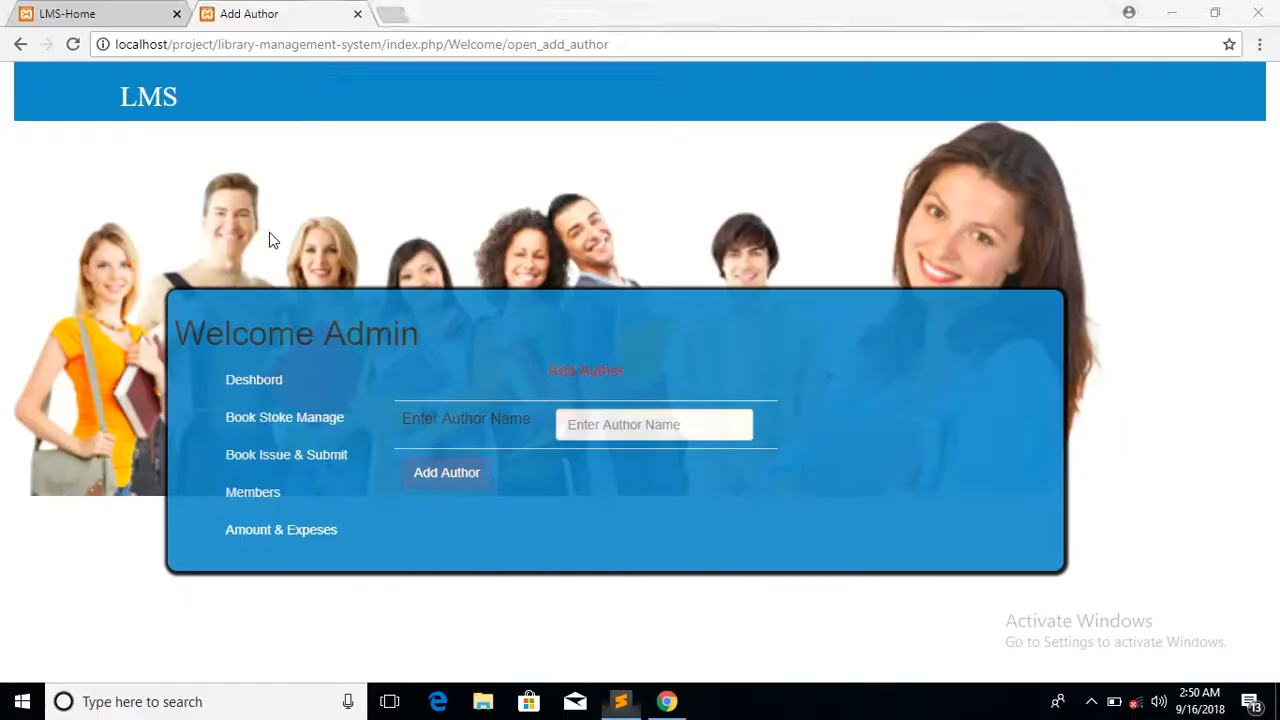 LMS-Home
Add Author
localhost/project/library-management-system/index.php/Welcome/open_add_author
LMS
Welcome Admin
Deshbord
Book Stoke Manage
Book Issue & Submit
Members
Amount & Expeses
Add Author
Enter Author Name
Enter Author Name
Add Author
Activate Windows
Go to Settings to activate Windows.
Type here to search
2:50 AM
9/16/2018
13